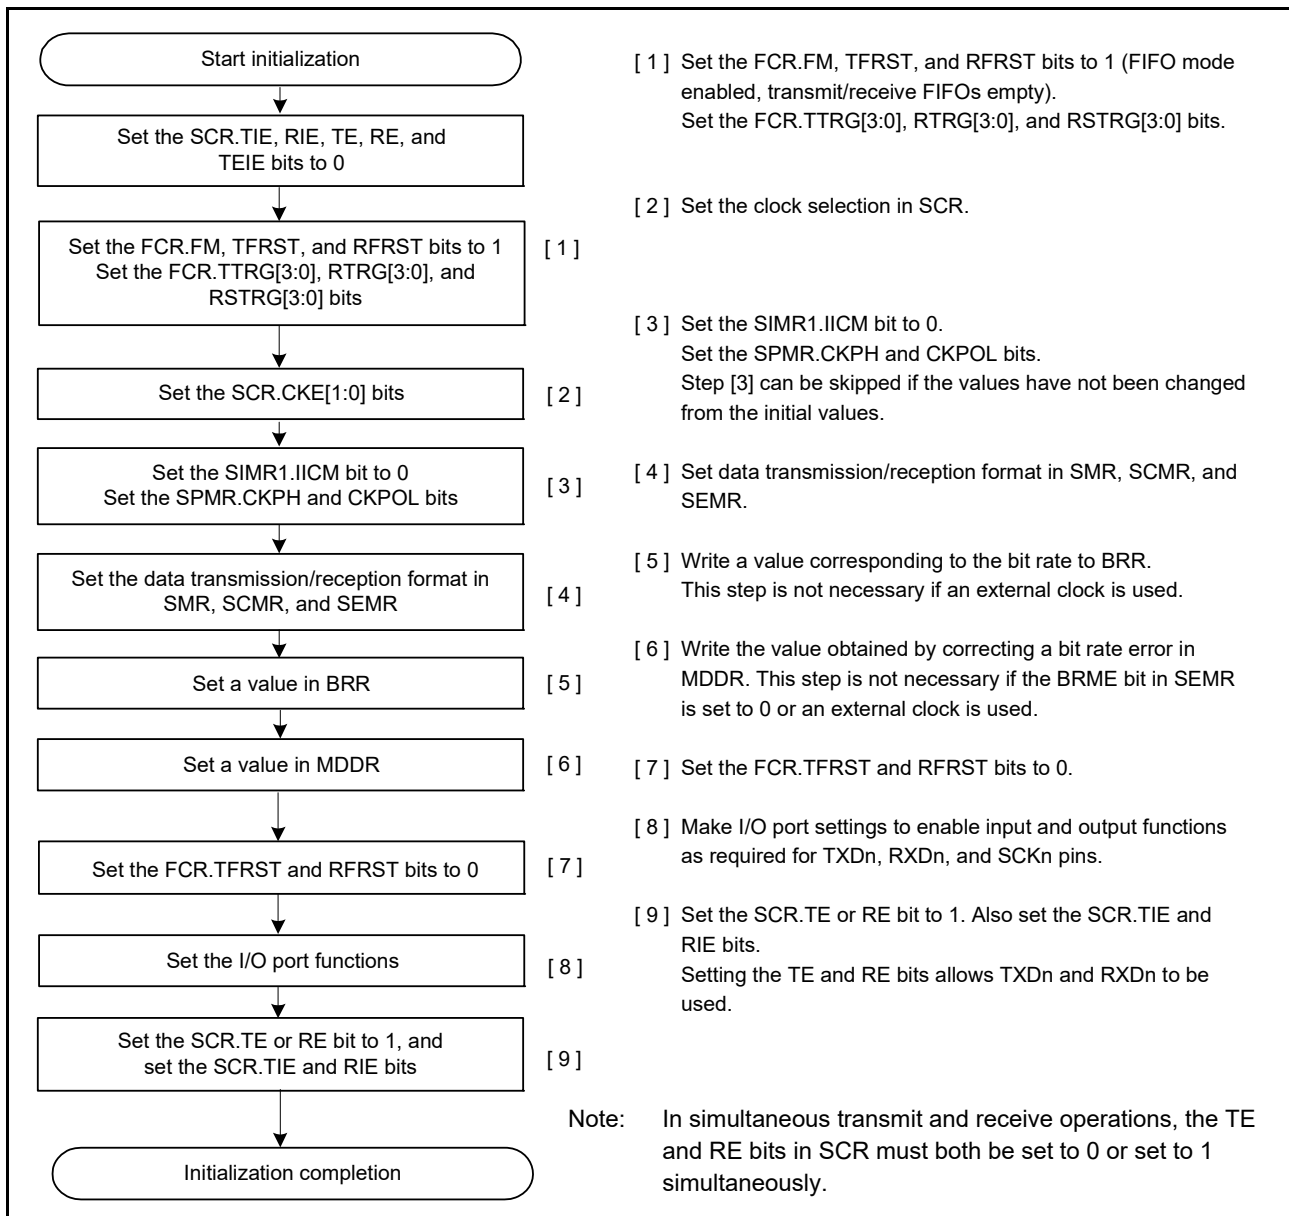 Start initialization
Set the SCR.TIE, RIE, TE, RE, and
TEIE bits to 0
Set the FCR.FM, TFRST, and RFRST bits to 1
Set the FCR.TTRG[3:0], RTRG[3:0], and
RSTRG[3:0] bits
[ 1 ]
Set the SCR.CKE[1:0] bits
[ 2 ]
Set the SIMR1.IICM bit to 0
Set the SPMR.CKPH and CKPOL bits
[ 3 ]
Set the data transmission/reception format in
SMR, SCMR, and SEMR
[ 4 ]
Set a value in BRR
[ 5 ]
Set a value in MDDR
[ 6 ]
Set the FCR.TFRST and RFRST bits to 0
[ 7 ]
Set the I/O port functions
[ 8 ]
Set the SCR.TE or RE bit to 1, and
set the SCR.TIE and RIE bits
[ 9 ]
Initialization completion
[ 1 ] Set the FCR.FM, TFRST, and RFRST bits to 1 (FIFO mode
enabled, transmit/receive FIFOs empty).
Set the FCR.TTRG[3:0], RTRG[3:0], and RSTRG[3:0] bits.
[ 2 ] Set the clock selection in SCR.
[ 3 ] Set the SIMR1.IICM bit to 0.
Set the SPMR.CKPH and CKPOL bits.
Step [3] can be skipped if the values have not been changed
from the initial values.
[ 4 ] Set data transmission/reception format in SMR, SCMR, and
SEMR.
[ 5 ] Write a value corresponding to the bit rate to BRR.
This step is not necessary if an external clock is used.
[ 6 ] Write the value obtained by correcting a bit rate error in
MDDR. This step is not necessary if the BRME bit in SEMR
is set to 0 or an external clock is used.
[ 7 ] Set the FCR.TFRST and RFRST bits to 0.
[ 8 ] Make I/O port settings to enable input and output functions
as required for TXDn, RXDn, and SCKn pins.
[ 9 ] Set the SCR.TE or RE bit to 1. Also set the SCR.TIE and
RIE bits.
Setting the TE and RE bits allows TXDn and RXDn to be
used.
Note: In simultaneous transmit and receive operations, the TE
and RE bits in SCR must both be set to 0 or set to 1
simultaneously.